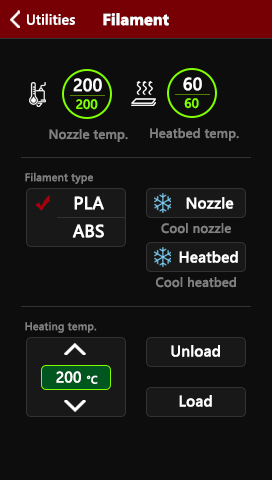 Utilities Filament
200 60
200 60
Nozzle temp. Heatbed temp.
Filament type
PLA
ABS
Nozzle
Cool nozzle
Heatbed
Cool heatbed
Heating temp.
200 °C
Unload
Load